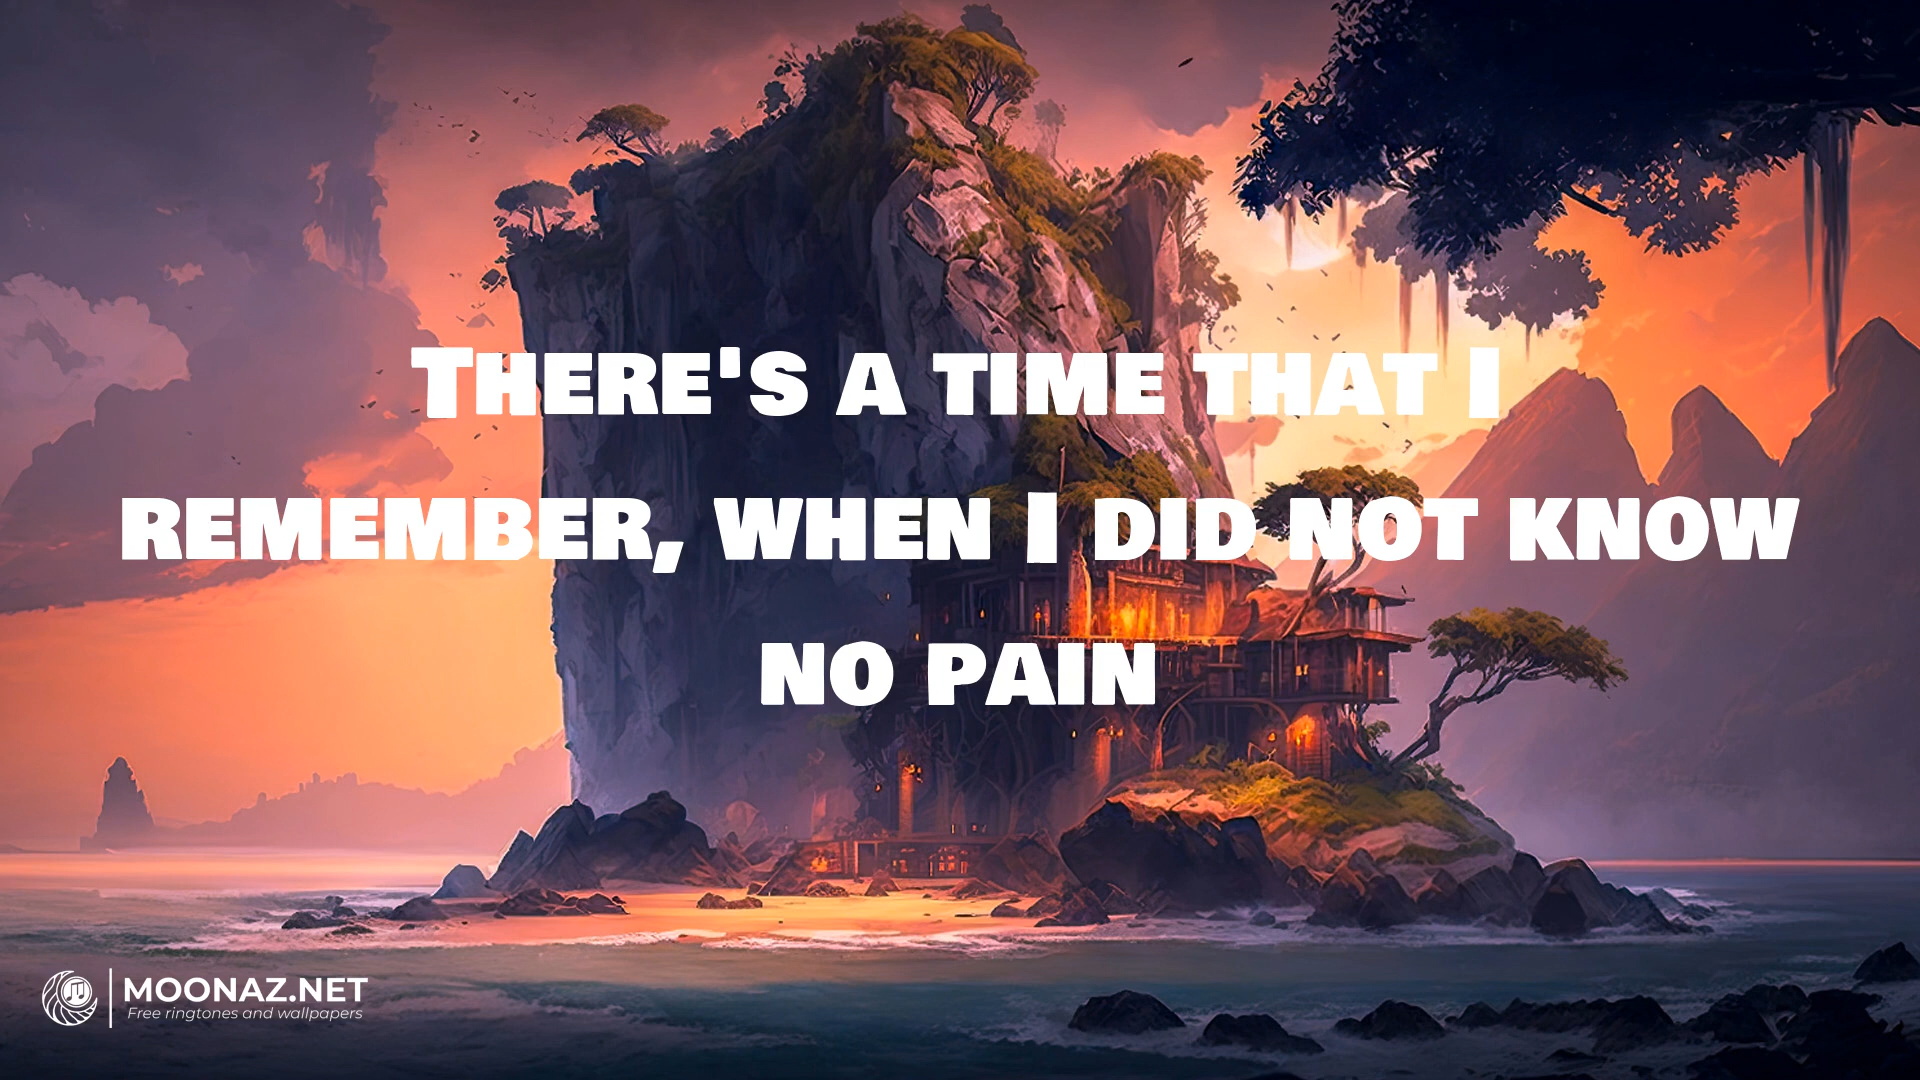 There's a time that I
remember, when I did not know
no pain
MOONAZ.NET
Free ringtones and wallpapers